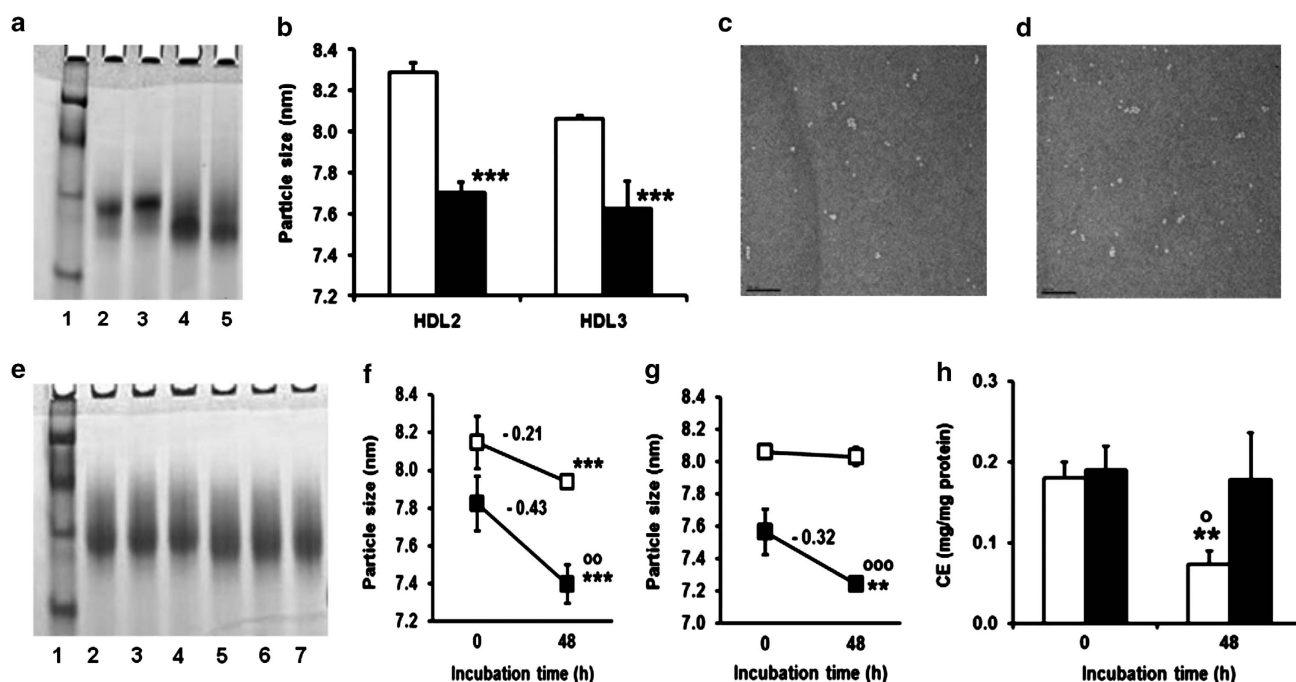 a
1 2 3 4 5
b
Particle size (nm)
8.4
8.2
8.0
7.8
7.6
7.4
7.2
***
***
HDL2 HDL3
c
d
e
1 2 3 4 5 6 7
f
Particle size (nm)
8.4
8.2
8.0
7.8
7.6
7.4
7.2
- 0.21
***
- 0.43
oo
***
0 48
Incubation time (h)
g
Particle size (nm)
8.4
8.2
8.0
7.8
7.6
7.4
7.2
7.0
- 0.32
ooo
**
0 48
Incubation time (h)
h
CE (mg/mg protein)
0.3
0.2
0.1
0.0
o
**
0 48
Incubation time (h)